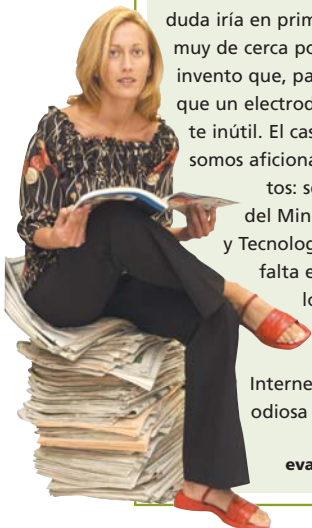 duda iría en prim
muy de cerca po
invento que, pa
que un electrod
te inútil. El cas
somos aficiona
tos: se
del Min
y Tecnolog
falta e
lo
Interne
odiosa
eva